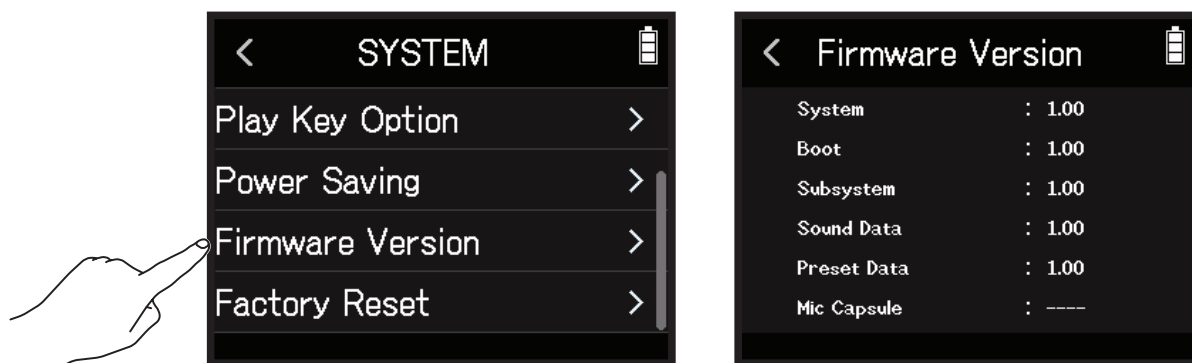 SYSTEM
Play Key Option
Power Saving
Firmware Version
Factory Reset
Firmware Version
System : 1.00
Boot : 1.00
Subsystem : 1.00
Sound Data : 1.00
Preset Data : 1.00
Mic Capsule : ----